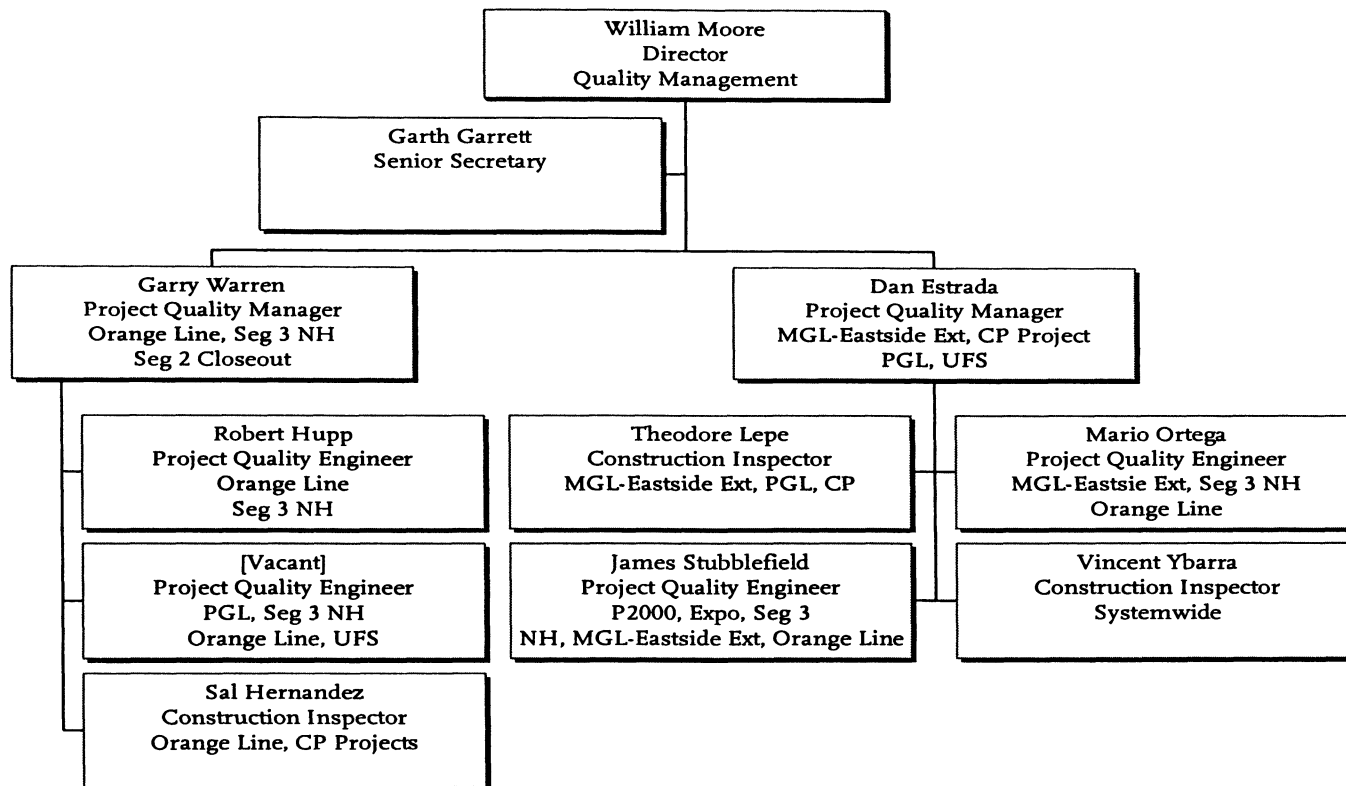 William Moore
Director
Quality Management
Garth Garrett
Senior Secretary
Garry Warren
Project Quality Manager
Orange Line, Seg 3 NH
Seg 2 Closeout
Dan Estrada
Project Quality Manager
MGL-Eastside Ext, CP Project
PGL, UFS
Robert Hupp
Project Quality Engineer
Orange Line
Seg 3 NH
[Vacant]
Project Quality Engineer
PGL, Seg 3 NH
Orange Line, UFS
Sal Hernandez
Construction Inspector
Orange Line, CP Projects
Theodore Lepe
Construction Inspector
MGL-Eastside Ext, PGL, CP
James Stubblefield
Project Quality Engineer
P2000, Expo, Seg 3
NH, MGL-Eastside Ext, Orange Line
Mario Ortega
Project Quality Engineer
MGL-Eastsie Ext, Seg 3 NH
Orange Line
Vincent Ybarra
Construction Inspector
Systemwide